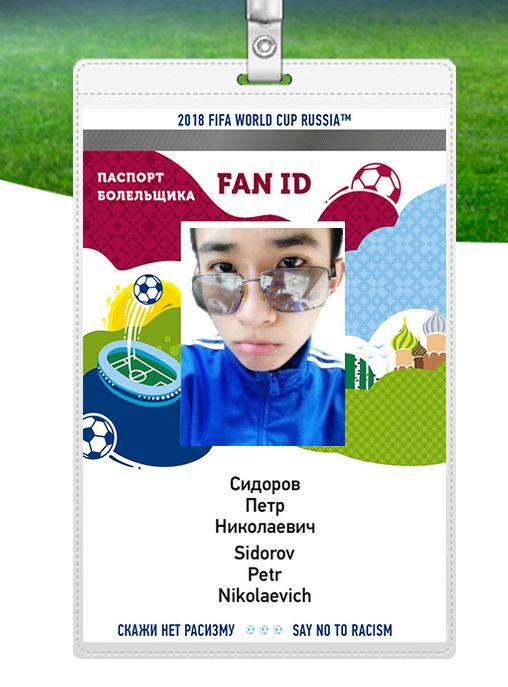 2018 FIFA WORLD CUP RUSSIA™
ПАСПОРТ
БОЛЕЛЬЩИКА
FAN ID
Сидоров
Петр
Николаевич
Sidorov
Petr
Nikolaevich
СКАЖИ НЕТ РАСИЗМУ SAY NO TO RACISM